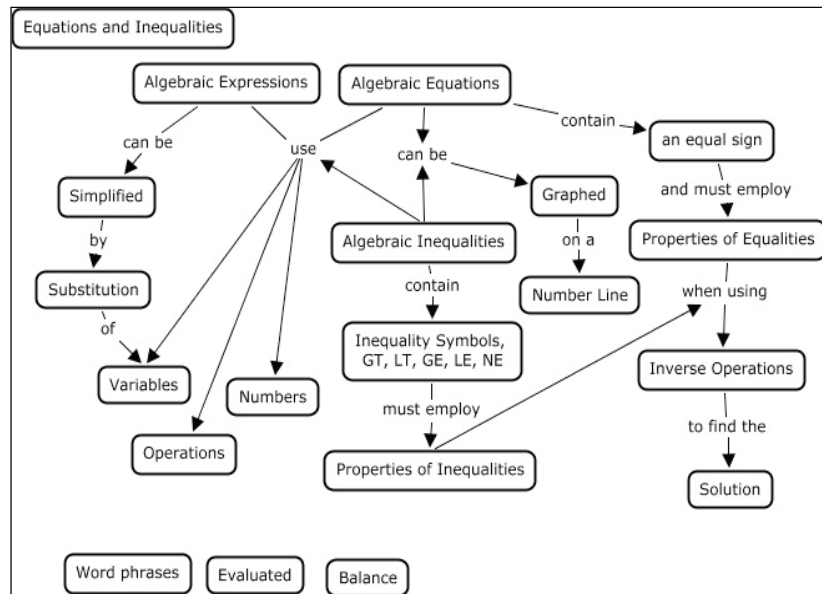 Equations and Inequalities
Algebraic Expressions
Algebraic Equations
contain
an equal sign
can be
use
can be
Simplified
Graphed
and must employ
by
Algebraic Inequalities
on a
Properties of Equalities
Substitution
contain
Number Line
when using
of
Inequality Symbols,
GT, LT, GE, LE, NE
Variables
Numbers
Inverse Operations
must employ
to find the
Operations
Properties of Inequalities
Solution
Word phrases
Evaluated
Balance